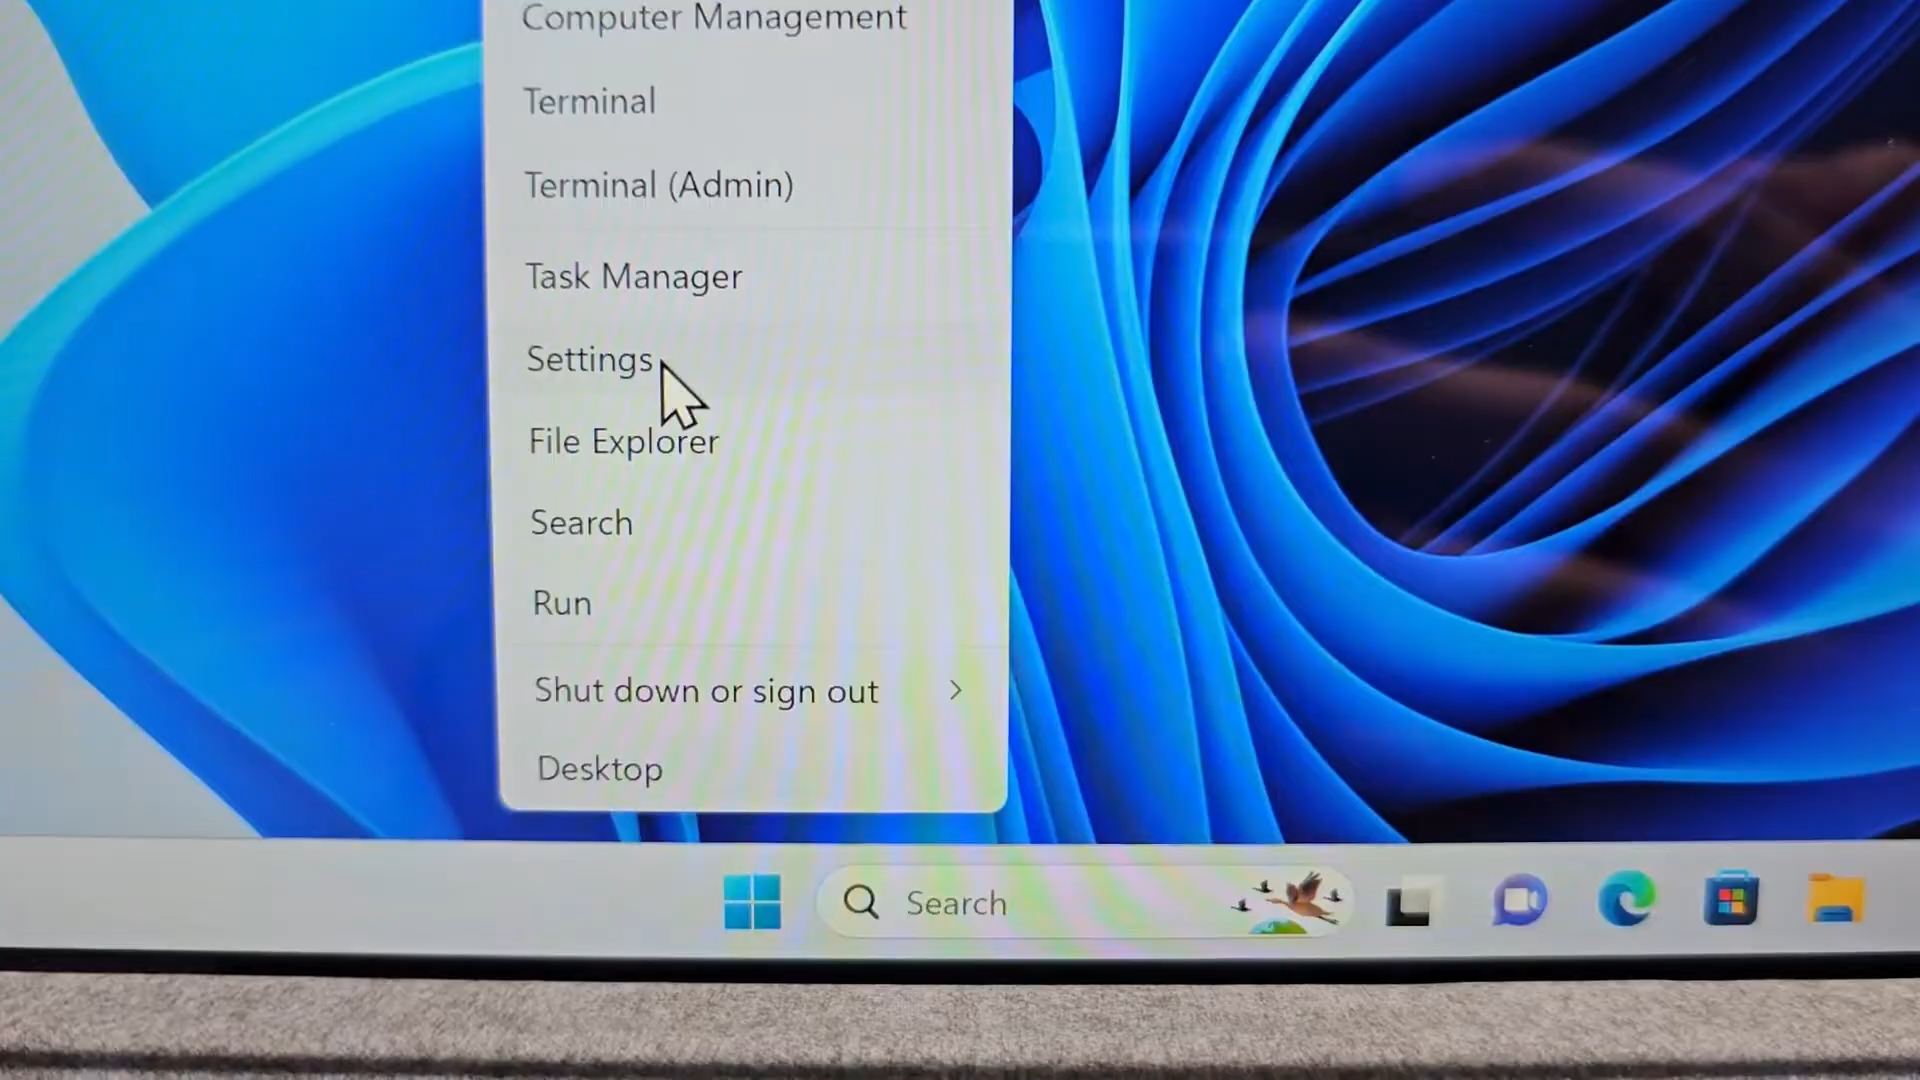 Computer Management
Terminal
Terminal (Admin)
Task Manager
Settings
File Explorer
Search
Run
Shut down or sign out
Desktop
Search